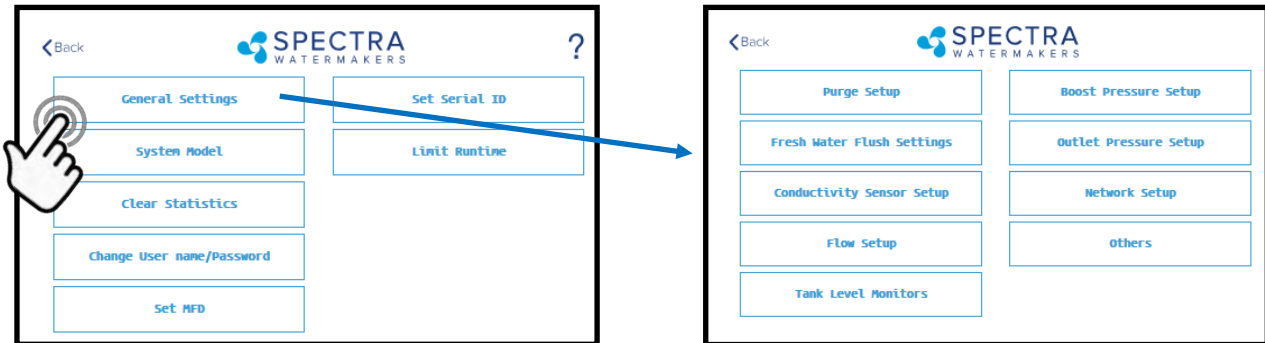 Back
SPECTRA
WATERMAKERS
?
General Settings
Set Serial ID
System Model
Limit Runtime
Clear Statistics
Change User name/Password
Set MFD
Back
SPECTRA
WATERMAKERS
Purge Setup
Boost Pressure Setup
Fresh Water Flush Settings
Outlet Pressure Setup
Conductivity Sensor Setup
Network Setup
Flow Setup
Others
Tank Level Monitors